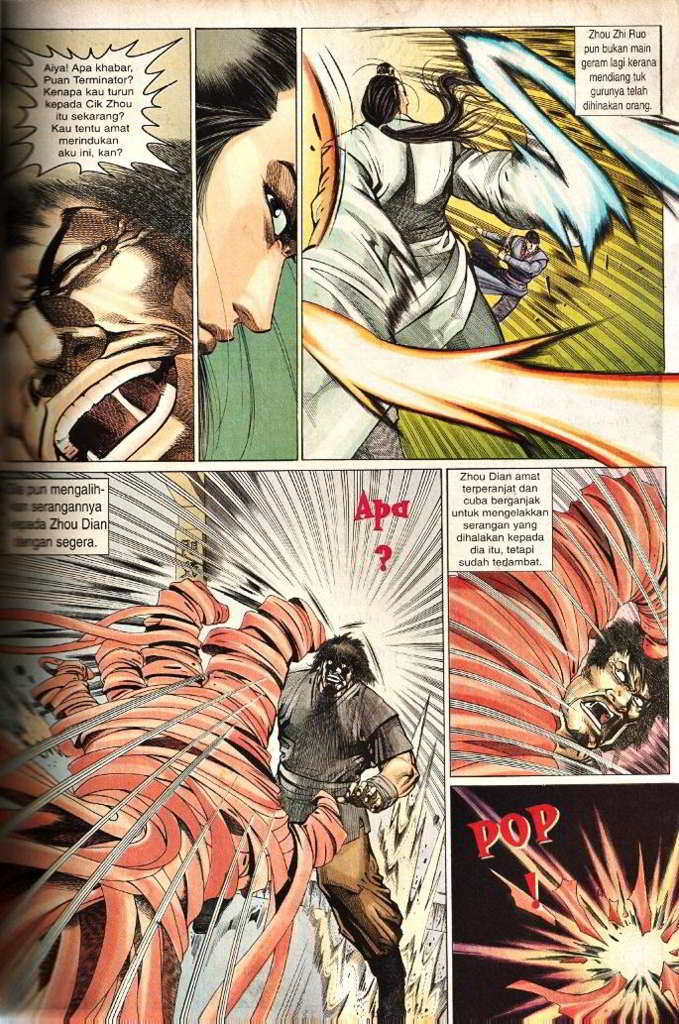 Aiya! Apa khabar,
Puan Terminator?
Kenapa kau turun
kepada Cik Zhou
itu sekarang?
Kau tentu amat
merindukan
aku ini, kan?
Zhou Zhi Ruo
pun bukan main
geram lagi kerana
mendiang tuk
gurunya telah
dihinakan orang.
pun mengalih-
kan serangannya
kepada Zhou Dian
dengan segera.
Apa
?
Zhou Dian amat
terperanjat dan
cuba berganjak
untuk mengelakkan
serangan yang
dihalakan kepada
dia itu, tetapi
sudah terlambat.
POP
!